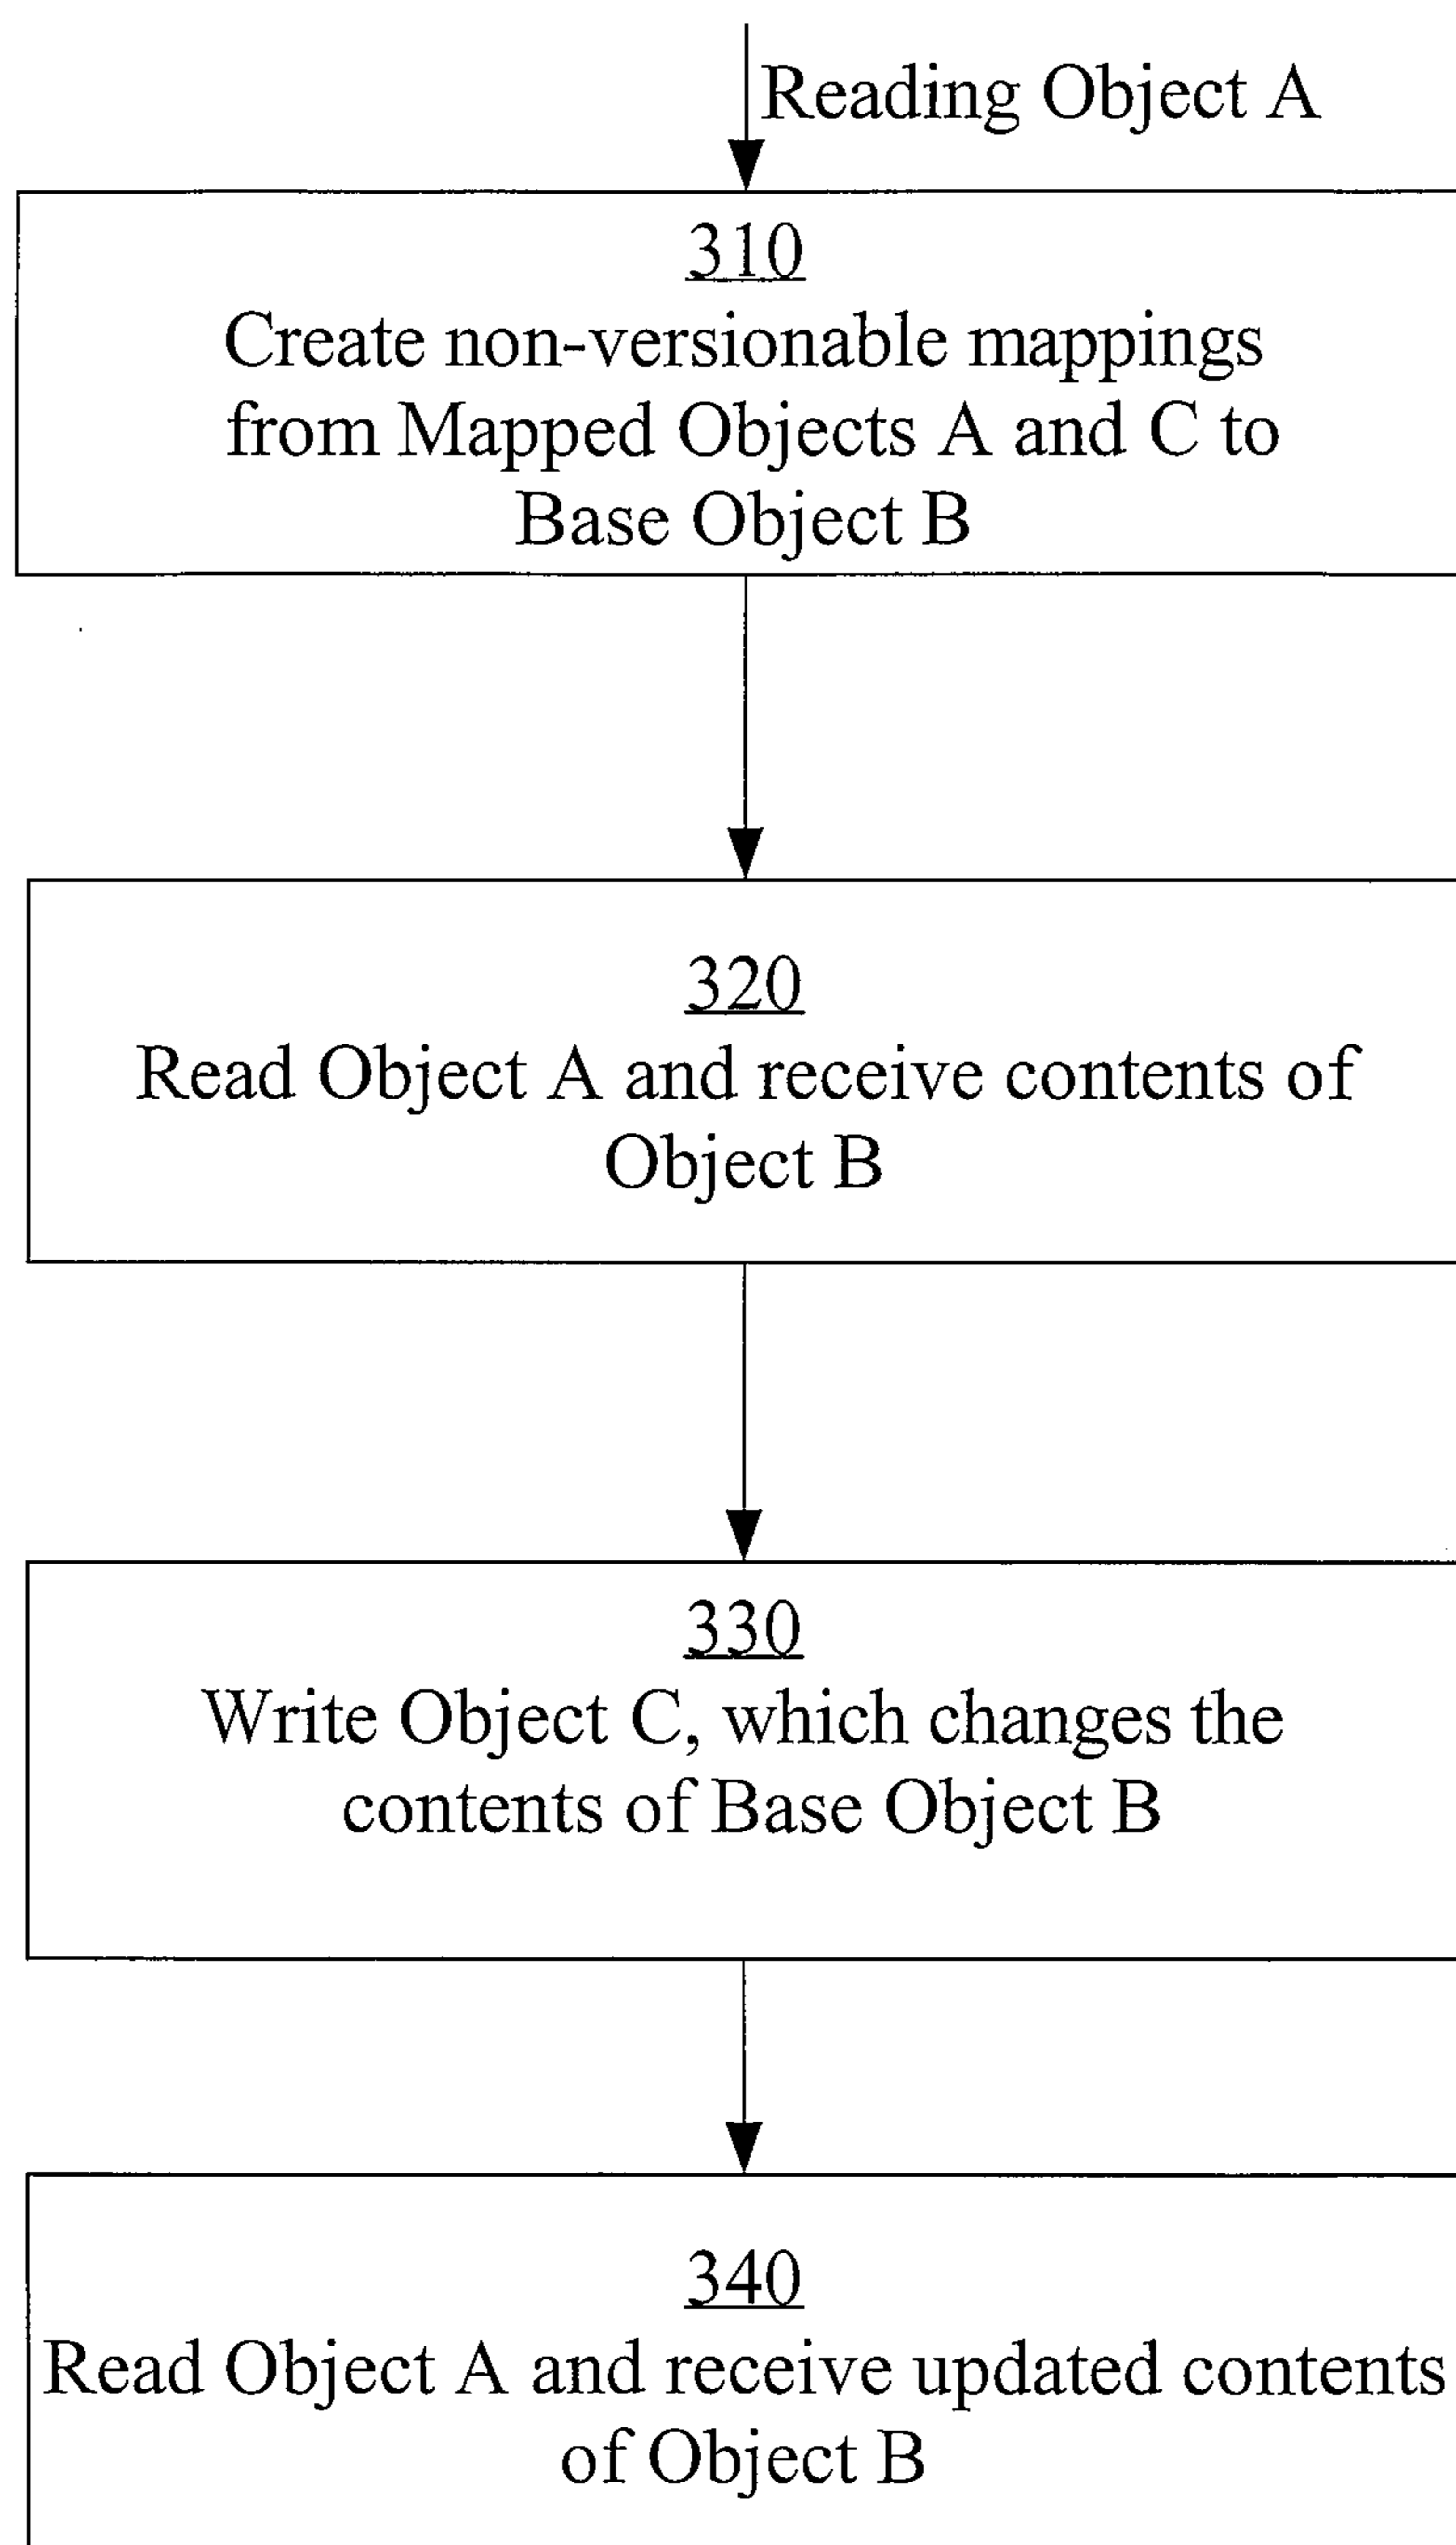 Reading Object A
310
Create non-versionable mappings
from Mapped Objects A and C to
Base Object B
320
Read Object A and receive contents of
Object B
330
Write Object C, which changes the
contents of Base Object B
340
Read Object A and receive updated contents
of Object B